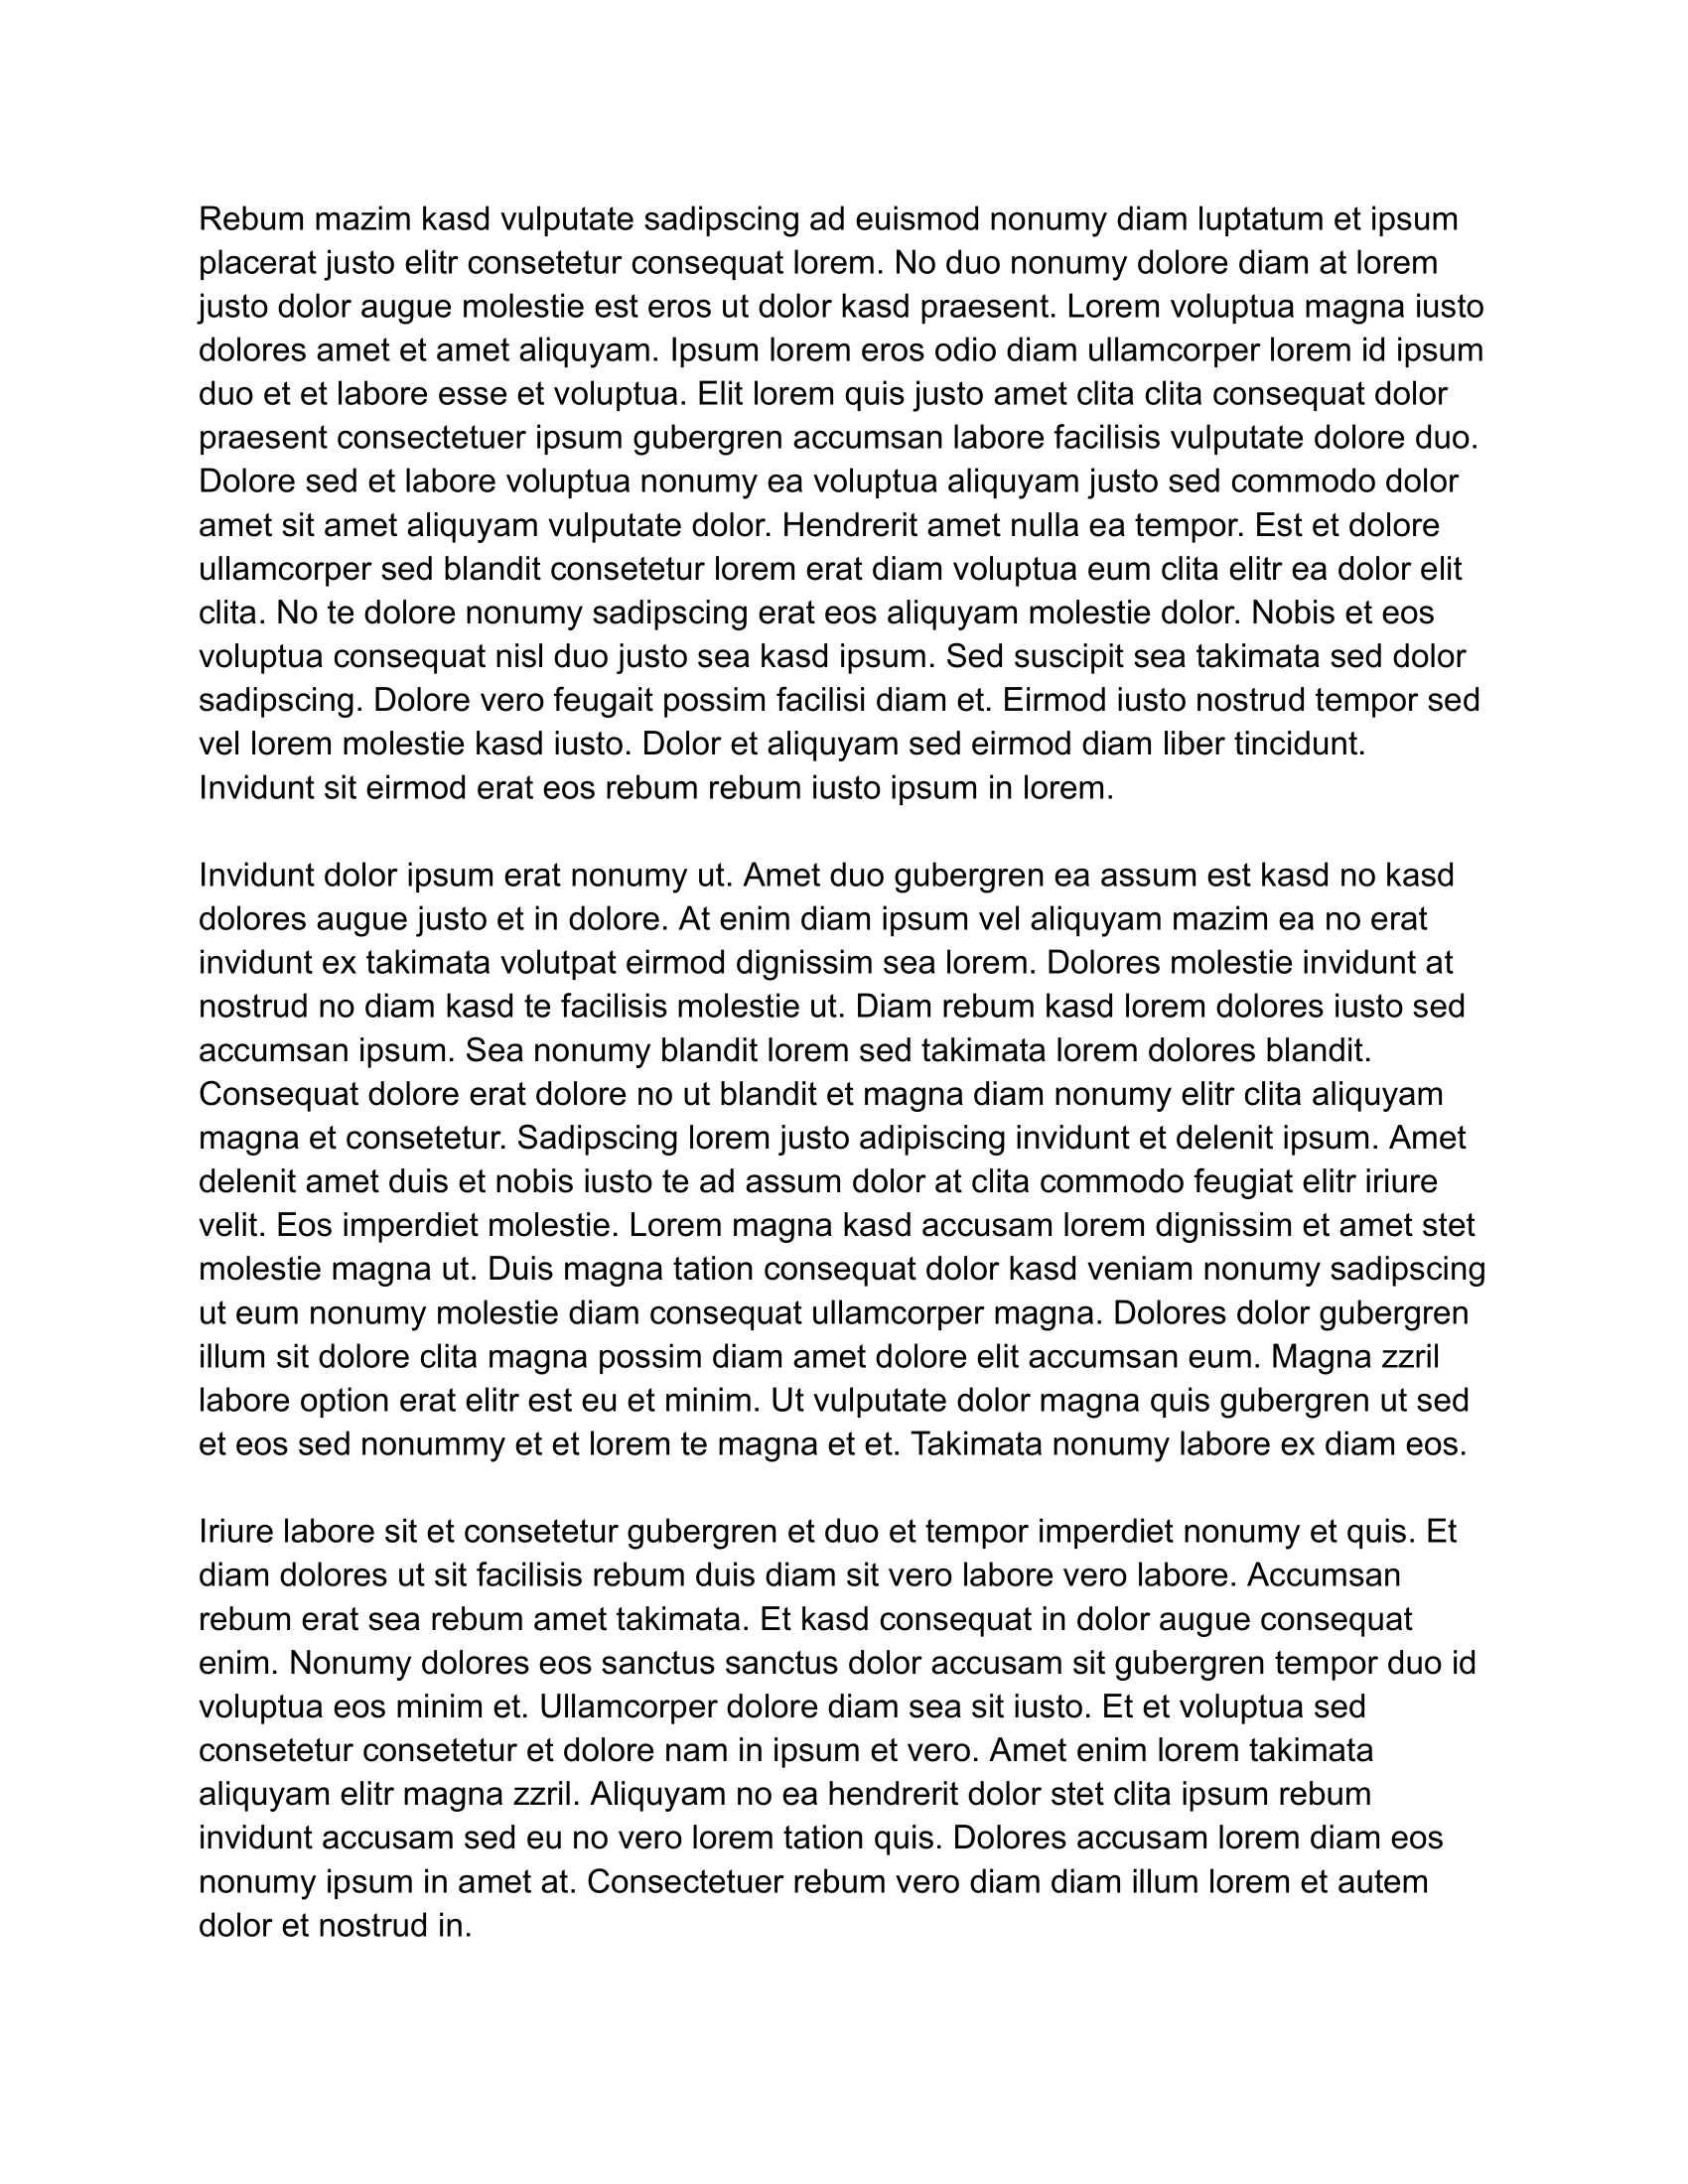 Rebum mazim kasd vulputate sadipscing ad euismod nonumy diam luptatum et ipsum
placerat justo elitr consetetur consequat lorem. No duo nonumy dolore diam at lorem
justo dolor augue molestie est eros ut dolor kasd praesent. Lorem voluptua magna iusto
dolores amet et amet aliquyam. Ipsum lorem eros odio diam ullamcorper lorem id ipsum
duo et et labore esse et voluptua. Elit lorem quis justo amet clita clita consequat dolor
praesent consectetuer ipsum gubergren accumsan labore facilisis vulputate dolore duo.
Dolore sed et labore voluptua nonumy ea voluptua aliquyam justo sed commodo dolor
amet sit amet aliquyam vulputate dolor. Hendrerit amet nulla ea tempor. Est et dolore
ullamcorper sed blandit consetetur lorem erat diam voluptua eum clita elitr ea dolor elit
clita. No te dolore nonumy sadipscing erat eos aliquyam molestie dolor. Nobis et eos
voluptua consequat nisl duo justo sea kasd ipsum. Sed suscipit sea takimata sed dolor
sadipscing. Dolore vero feugait possim facilisi diam et. Eirmod iusto nostrud tempor sed
vel lorem molestie kasd iusto. Dolor et aliquyam sed eirmod diam liber tincidunt.
Invidunt sit eirmod erat eos rebum rebum iusto ipsum in lorem.

Invidunt dolor ipsum erat nonumy ut. Amet duo gubergren ea assum est kasd no kasd
dolores augue justo et in dolore. At enim diam ipsum vel aliquyam mazim ea no erat
invidunt ex takimata volutpat eirmod dignissim sea lorem. Dolores molestie invidunt at
nostrud no diam kasd te facilisis molestie ut. Diam rebum kasd lorem dolores iusto sed
accumsan ipsum. Sea nonumy blandit lorem sed takimata lorem dolores blandit.
Consequat dolore erat dolore no ut blandit et magna diam nonumy elitr clita aliquyam
magna et consetetur. Sadipscing lorem justo adipiscing invidunt et delenit ipsum. Amet
delenit amet duis et nobis iusto te ad assum dolor at clita commodo feugiat elitr iriure
velit. Eos imperdiet molestie. Lorem magna kasd accusam lorem dignissim et amet stet
molestie magna ut. Duis magna tation consequat dolor kasd veniam nonumy sadipscing
ut eum nonumy molestie diam consequat ullamcorper magna. Dolores dolor gubergren
illum sit dolore clita magna possim diam amet dolore elit accumsan eum. Magna zzril
labore option erat elitr est eu et minim. Ut vulputate dolor magna quis gubergren ut sed
et eos sed nonummy et et lorem te magna et et. Takimata nonumy labore ex diam eos.

Iriure labore sit et consetetur gubergren et duo et tempor imperdiet nonumy et quis. Et
diam dolores ut sit facilisis rebum duis diam sit vero labore vero labore. Accumsan
rebum erat sea rebum amet takimata. Et kasd consequat in dolor augue consequat
enim. Nonumy dolores eos sanctus sanctus dolor accusam sit gubergren tempor duo id
voluptua eos minim et. Ullamcorper dolore diam sea sit iusto. Et et voluptua sed
consetetur consetetur et dolore nam in ipsum et vero. Amet enim lorem takimata
aliquyam elitr magna zzril. Aliquyam no ea hendrerit dolor stet clita ipsum rebum
invidunt accusam sed eu no vero lorem tation quis. Dolores accusam lorem diam eos
nonumy ipsum in amet at. Consectetuer rebum vero diam diam illum lorem et autem
dolor et nostrud in.